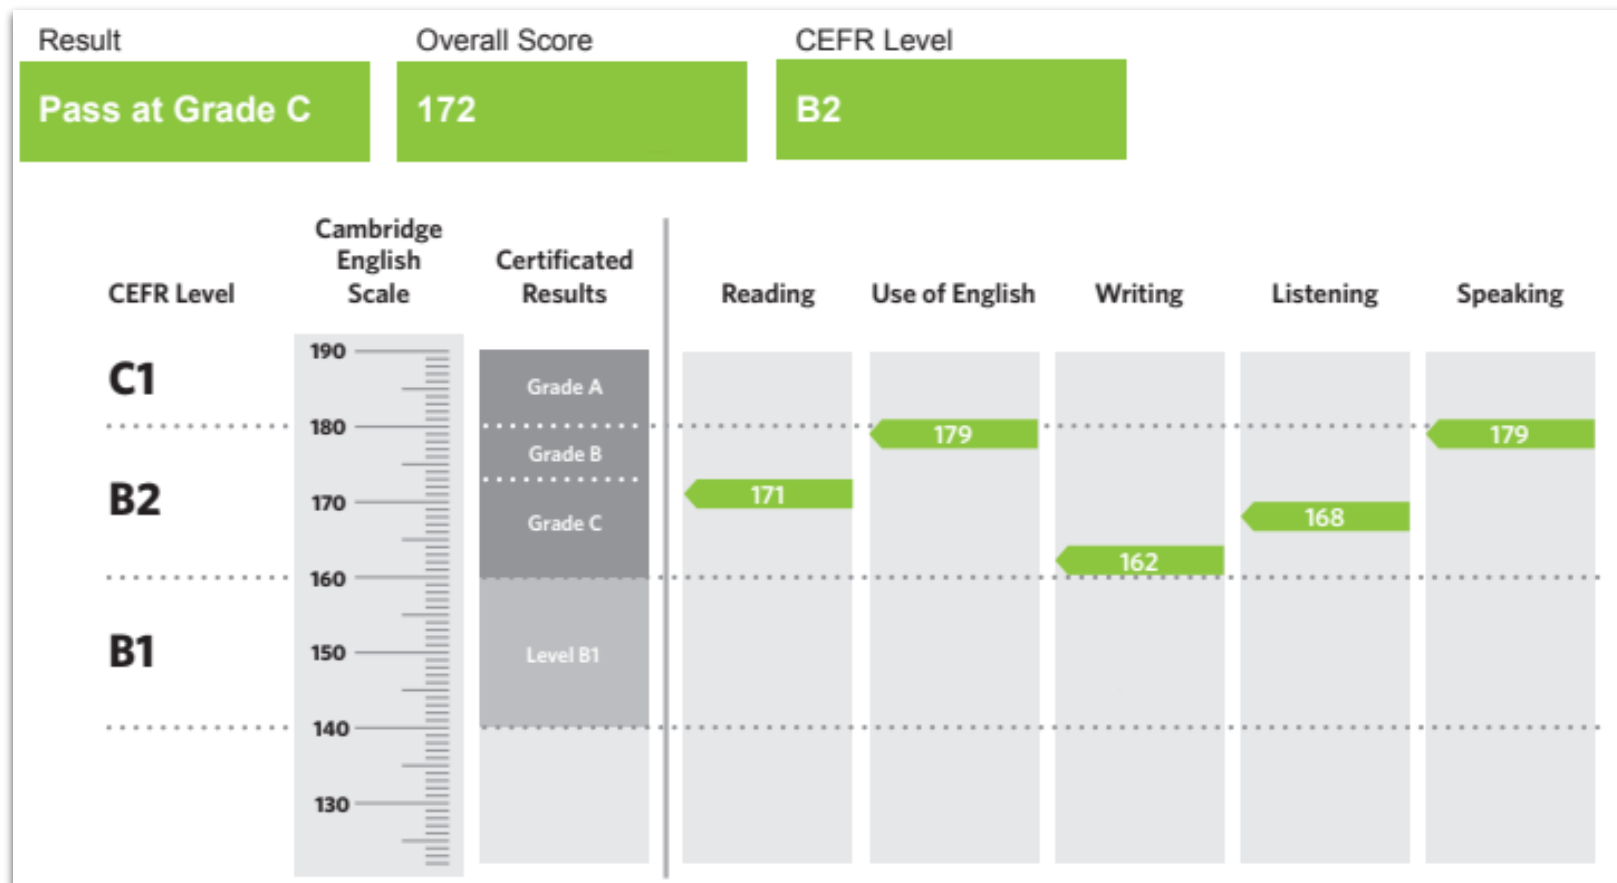 Result
Overall Score
CEFR Level
Pass at Grade C
172
B2
CEFR Level
Cambridge
English
Scale
Certificated
Results
Reading
Use of English
Writing
Listening
Speaking
C1
B2
B1
190
180
170
160
150
140
130
Grade A
Grade B
Grade C
Level B1
171
179
162
168
179